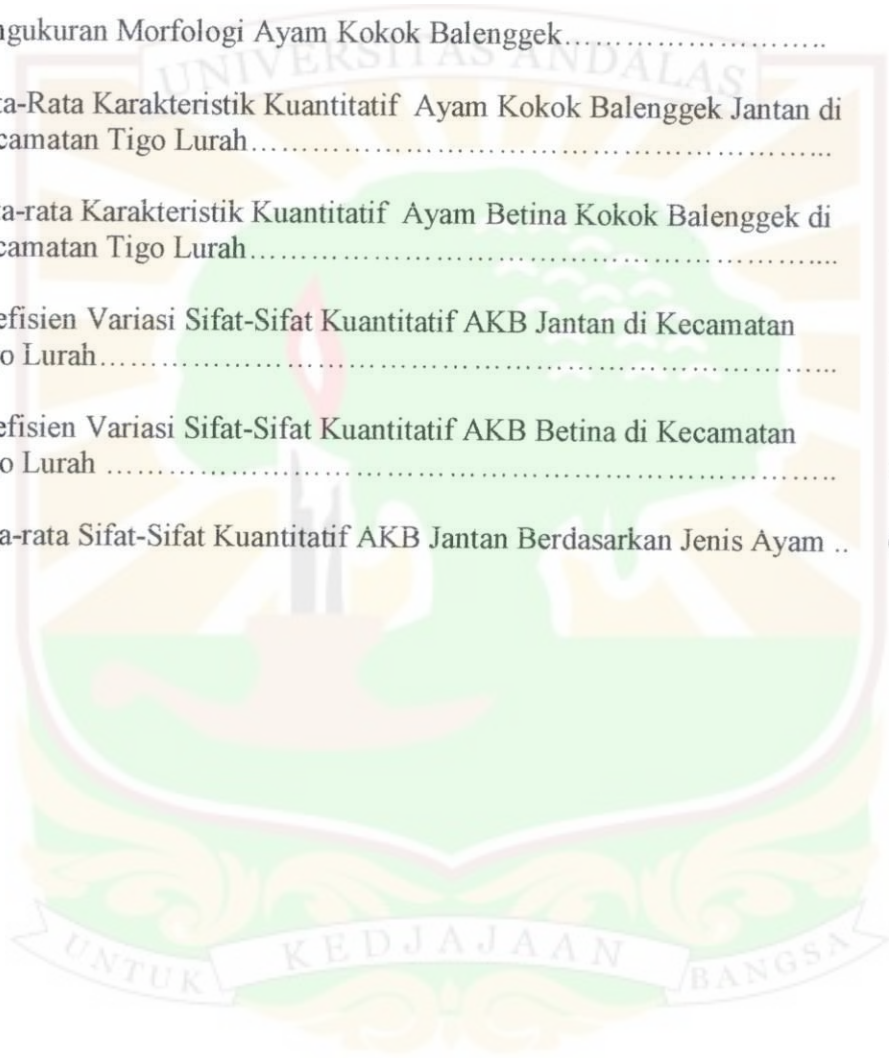 ngukuran Morfologi Ayam Kokok Balenggek……………………..
UNIVERSITAS ANDALAS
ta-Rata Karakteristik Kuantitatif Ayam Kokok Balenggek Jantan di
camatan Tigo Lurah…………………………………………………...
ta-rata Karakteristik Kuantitatif Ayam Betina Kokok Balenggek di
camatan Tigo Lurah…………………………………………………....
efisien Variasi Sifat-Sifat Kuantitatif AKB Jantan di Kecamatan
o Lurah………………………………………………………………...
efisien Variasi Sifat-Sifat Kuantitatif AKB Betina di Kecamatan
o Lurah ………………………………………………………………..
a-rata Sifat-Sifat Kuantitatif AKB Jantan Berdasarkan Jenis Ayam ..
UNTUK KEDJAJAAN BANGSA